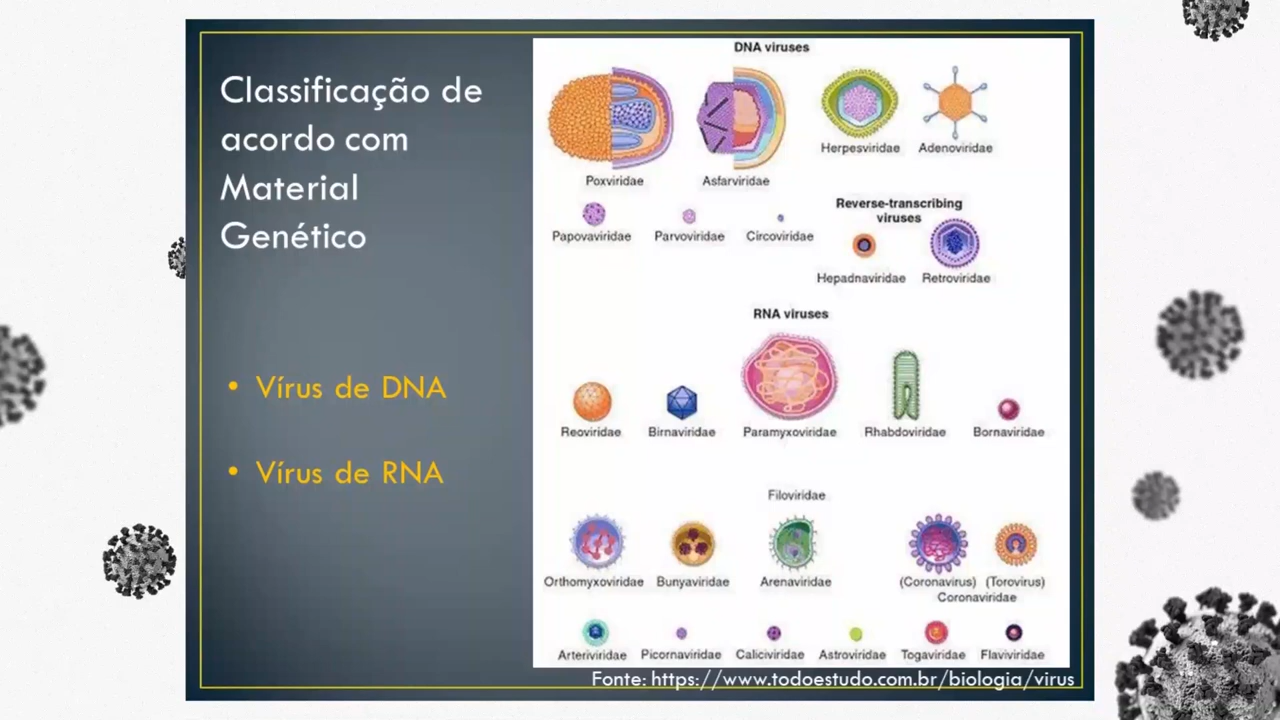 Classificação de
acordo com
Material
Genético
• Vírus de DNA
• Vírus de RNA
DNA viruses
Herpesviridae Adenoviridae
Poxviridae Asfarviridae
Reverse-transcribing
viruses
Papovaviridae Parvoviridae Circoviridae
Hepadnaviridae Retroviridae
RNA viruses
Reoviridae Birnaviridae Paramyxoviridae Rhabdoviridae Bornaviridae
Filoviridae
Orthomyxoviridae Bunyaviridae Arenaviridae (Coronavirus) (Torovirus)
Coronaviridae
Arteriviridae Picornaviridae Caliciviridae Astroviridae Togaviridae Flaviviridae
Fonte: https://www.todoestudo.com.br/biologia/virus